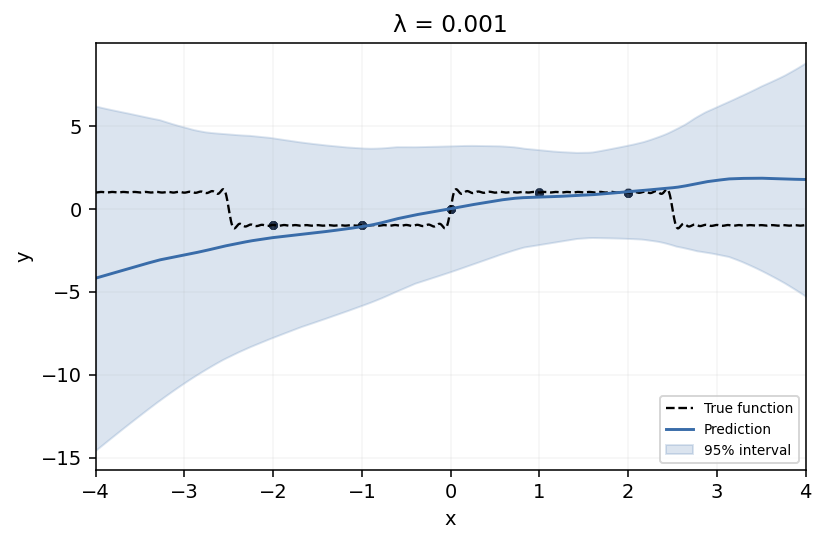 λ = 0.001
y
5
0
−5
−10
−15
−4
−3
−2
−1
0
1
2
3
4
x
True function
Prediction
95% interval